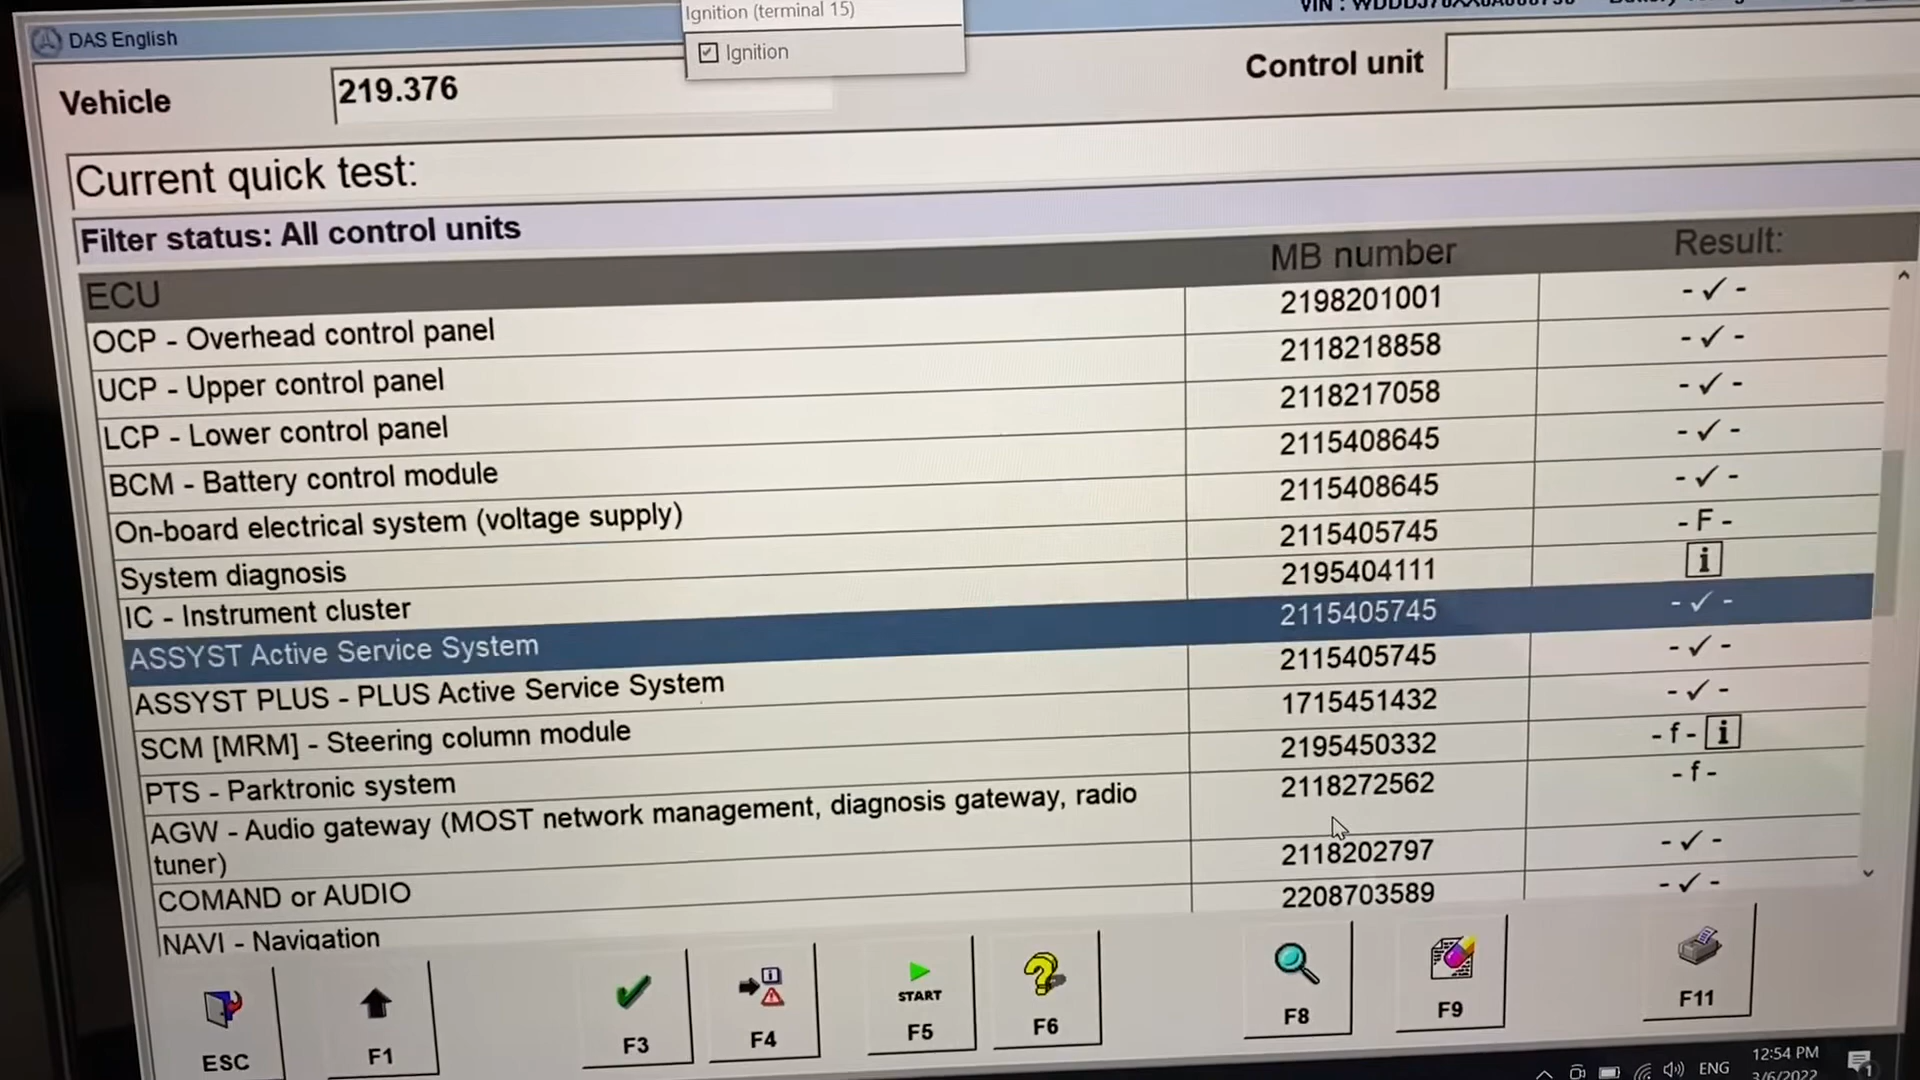 Ignition (terminal 15)
VIN :
DAS English
✓ Ignition
Vehicle 219.376 Control unit
Current quick test:
Filter status: All control units
ECU MB number Result:
OCP - Overhead control panel 2198201001 - ✓ -
UCP - Upper control panel 2118218858 - ✓ -
LCP - Lower control panel 2118217058 - ✓ -
BCM - Battery control module 2115408645 - ✓ -
On-board electrical system (voltage supply) 2115408645 - ✓ -
System diagnosis 2115405745 - F -
IC - Instrument cluster 2195404111 i
ASSYST Active Service System 2115405745 - ✓ -
ASSYST PLUS - PLUS Active Service System 2115405745 - ✓ -
SCM [MRM] - Steering column module 1715451432 - ✓ -
PTS - Parktronic system 2195450332 - f - i
AGW - Audio gateway (MOST network management, diagnosis gateway, radio 2118272562 - f -
tuner)
COMAND or AUDIO 2118202797 - ✓ -
NAVI - Navigation 2208703589 - ✓ -
START
ESC F1 F3 F4 F5 F6 F8 F9 F11
ENG 12:54 PM
3/6/2022
1